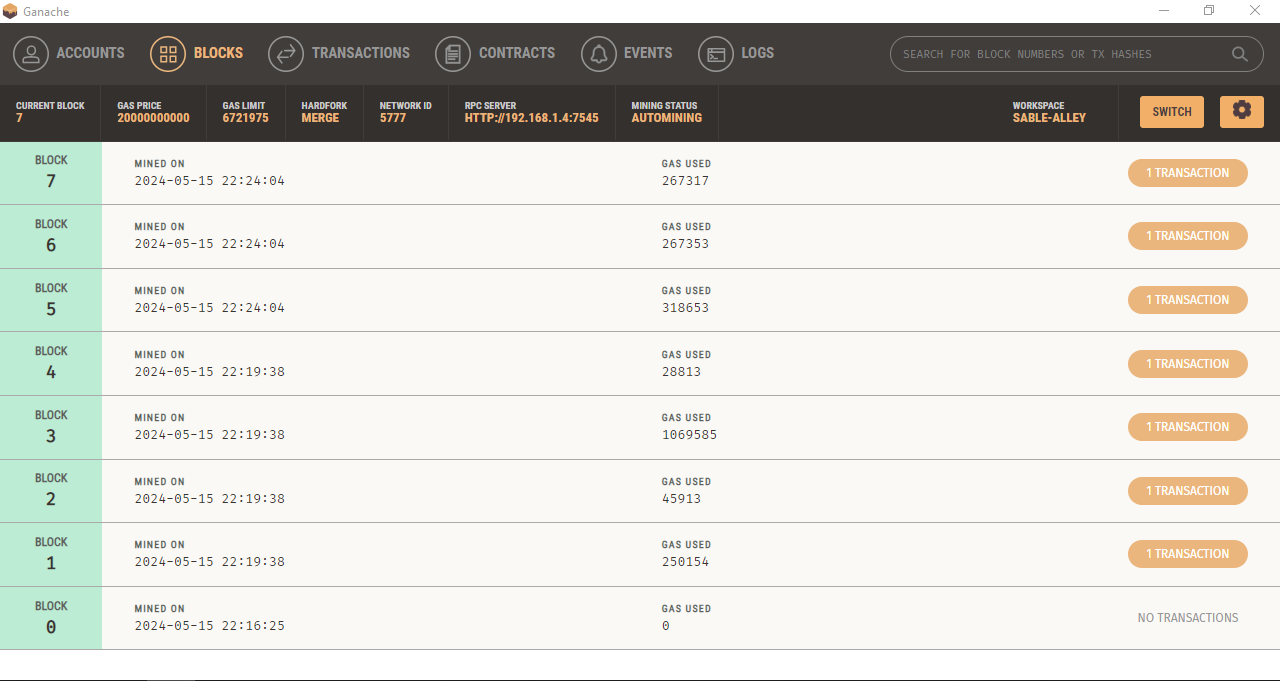 Ganache
ACCOUNTS BLOCKS TRANSACTIONS CONTRACTS EVENTS LOGS SEARCH FOR BLOCK NUMBERS OR TX HASHES
CURRENT BLOCK GAS PRICE GAS LIMIT HARDFORK NETWORK ID RPC SERVER MINING STATUS WORKSPACE
7 20000000000 6721975 MERGE 5777 HTTP://192.168.1.4:7545 AUTOMINING SABLE-ALLEY SWITCH
BLOCK MINED ON GAS USED
7 2024-05-15 22:24:04 267317 1 TRANSACTION
BLOCK MINED ON GAS USED
6 2024-05-15 22:24:04 267353 1 TRANSACTION
BLOCK MINED ON GAS USED
5 2024-05-15 22:24:04 318653 1 TRANSACTION
BLOCK MINED ON GAS USED
4 2024-05-15 22:19:38 28813 1 TRANSACTION
BLOCK MINED ON GAS USED
3 2024-05-15 22:19:38 1069585 1 TRANSACTION
BLOCK MINED ON GAS USED
2 2024-05-15 22:19:38 45913 1 TRANSACTION
BLOCK MINED ON GAS USED
1 2024-05-15 22:19:38 250154 1 TRANSACTION
BLOCK MINED ON GAS USED
0 2024-05-15 22:16:25 0 NO TRANSACTIONS